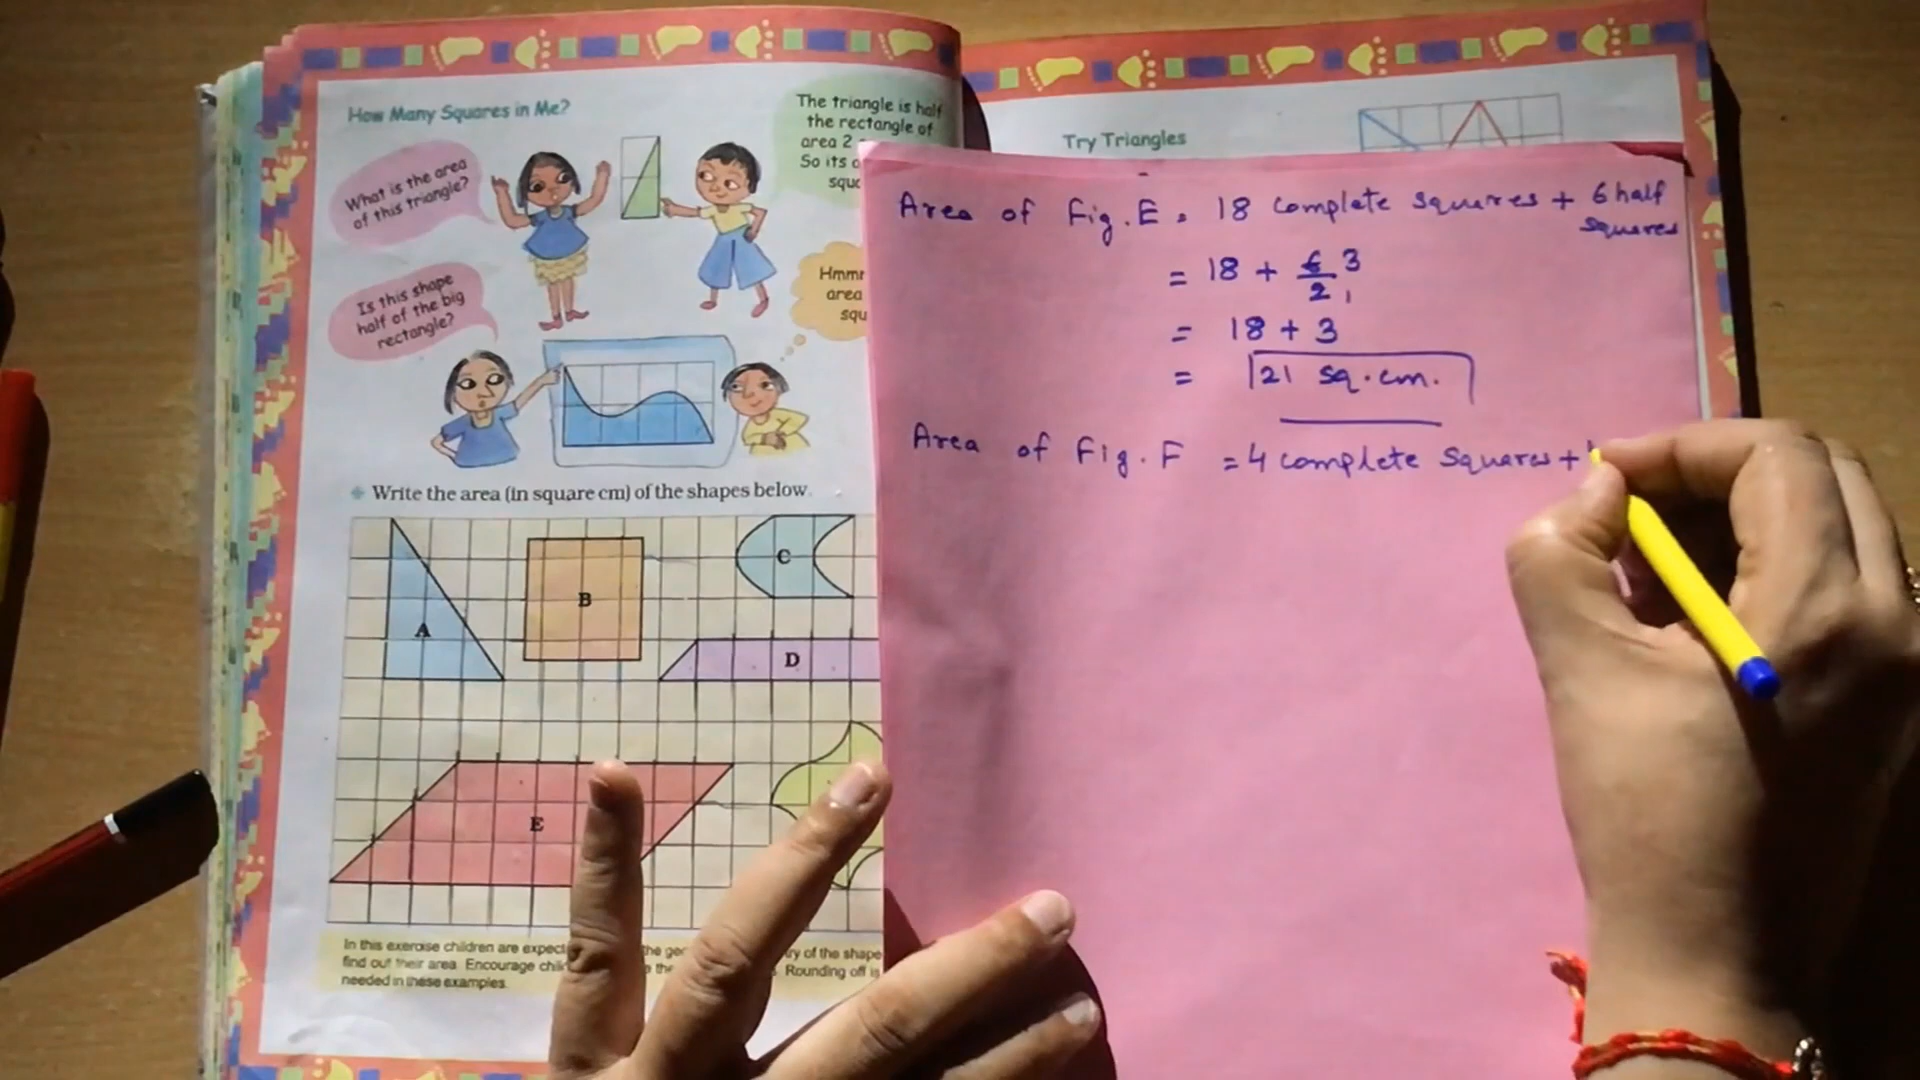 How Many Squares in Me?
What is the area
of this triangle?
The triangle is half
the rectangle of
area 2
So its
Is this shape
half of the big
rectangle?
area
Write the area (in square cm) of the shapes below.
A
B
C
D
E
In this exercise children are
find out their area. Encourage
Rounding off is
needed in these examples.
Try Triangles
Area of Fig. E = 18 complete squares + 6 half
squares
= 18 + 6/2 3 1
= 18 + 3
= 21 sq. cm.
Area of Fig. F = 4 complete squares +